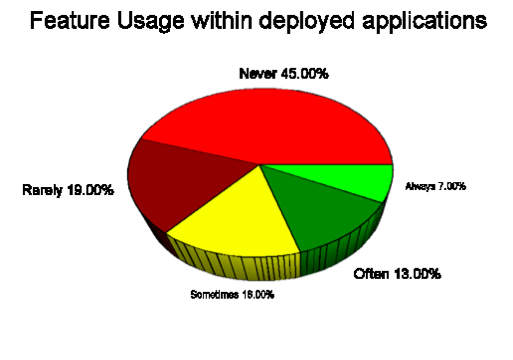 Feature Usage within deployed applications
Never 45.00%
Rarely 19.00%
Always 7.00%
Often 13.00%
Sometimes 16.00%